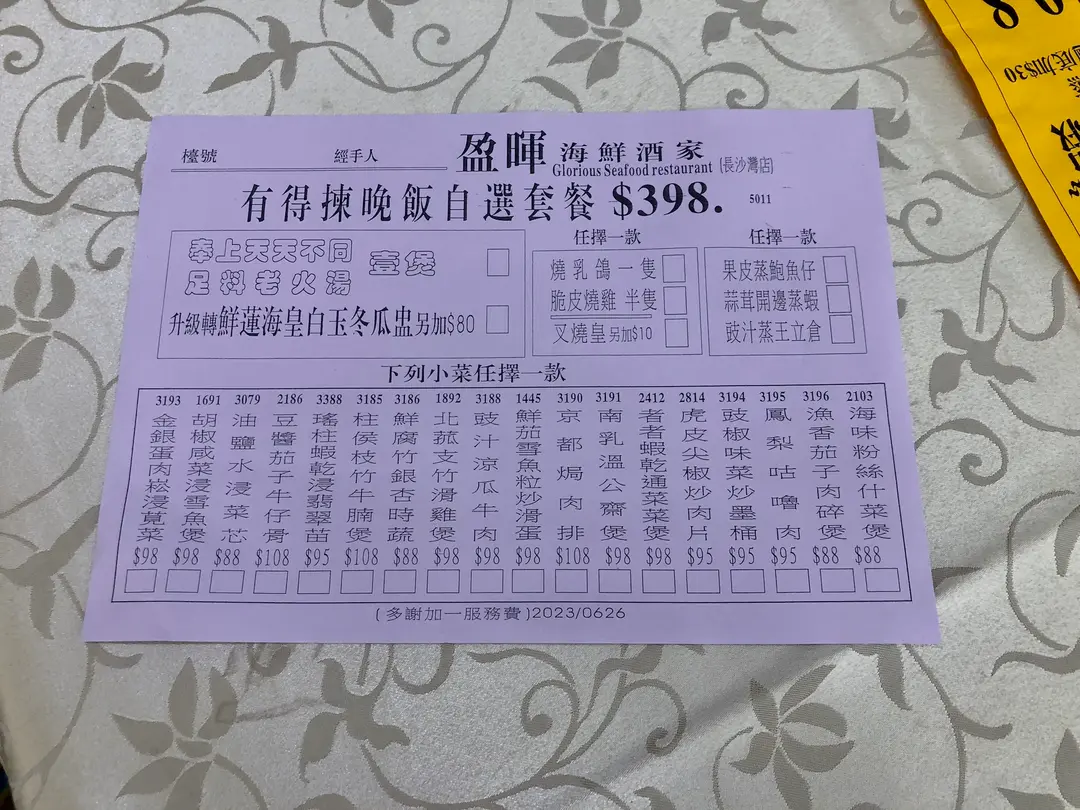 檯號 經手人 盈暉 海鮮酒家
Glorious Seafood restaurant (長沙灣店)
有得揀晚飯自選套餐 $398. 5011
奉上天天不同
足料老火湯 壹煲
升級轉鮮蓮海皇白玉冬瓜盅另加$80
任擇一款
燒乳鴿一隻
脆皮燒雞 半隻
叉燒皇另加$10
任擇一款
果皮蒸鮑魚仔
蒜茸開邊蒸蝦
豉汁蒸王立倉
下列小菜任擇一款
3193 金銀蛋肉崧浸莧菜 $98
1691 胡椒咸菜浸雪魚煲 $98
3079 油鹽水浸菜芯 $88
2186 豆醬茄子牛仔骨 $108
3388 瑤柱蝦乾浸翡翠苗 $95
3185 柱侯枝竹牛腩煲 $108
3186 鮮腐竹銀杏時蔬 $88
1892 北菰支竹滑雞煲 $98
3188 豉汁涼瓜牛肉 $98
1445 鮮茄雪魚粒炒滑蛋 $98
3190 京都焗肉排 $108
3191 南乳溫公齋煲 $98
2412 者者蝦乾通菜菜煲 $98
2814 虎皮尖椒炒肉片 $95
3194 豉椒味菜炒墨桶 $95
3195 鳳梨咕嚕肉 $95
3196 漁香茄子肉碎煲 $88
2103 海味粉絲什菜煲 $88
(多謝加一服務費)2023/0626
底加$30